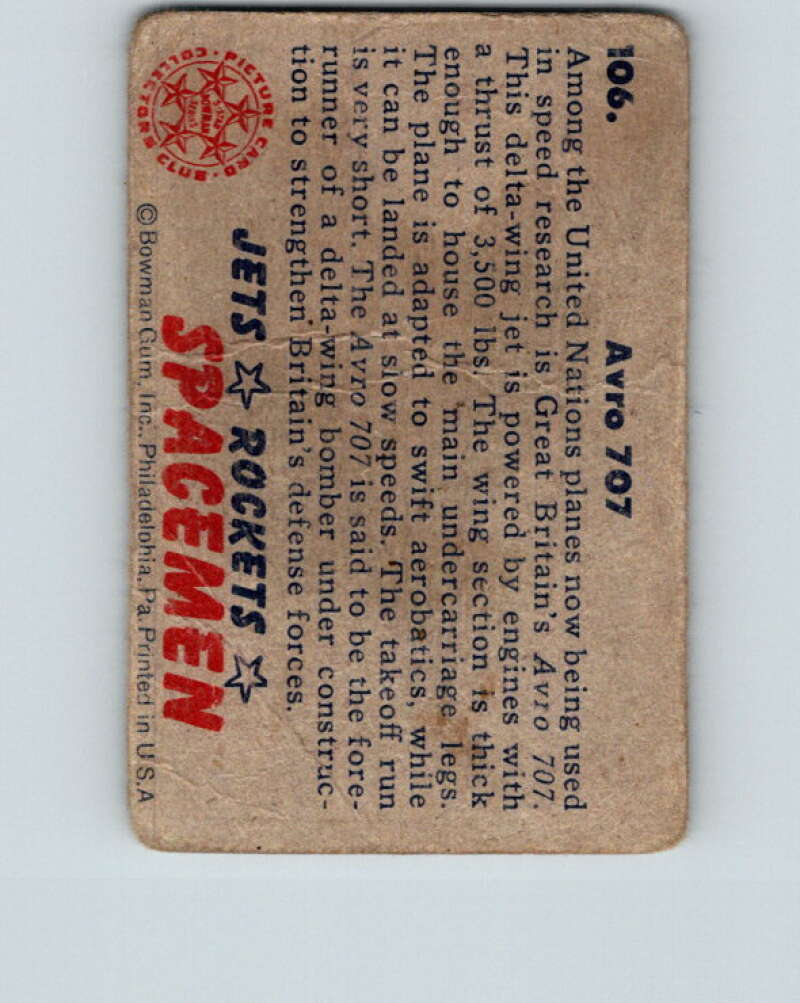 106.
Avro 707
Among the United Nations planes now being used
in speed research is Great Britain's Avro 707.
This delta-wing jet is powered by engines with
a thrust of 3,500 lbs. The wing section is thick
enough to house the main undercarriage legs.
The plane is adapted to swift aerobatics, while
it can be landed at slow speeds. The takeoff run
is very short. The Avro 707 is said to be the fore-
runner of a delta-wing bomber under construc-
tion to strengthen Britain's defense forces.
JETS ☆ ROCKETS ☆
SPACEMEN
PICTURE CARD • COLLECTORS CLUB •
5-STAR
BOWMAN
©Bowman Gum, Inc., Philadelphia, Pa. Printed in U S.A